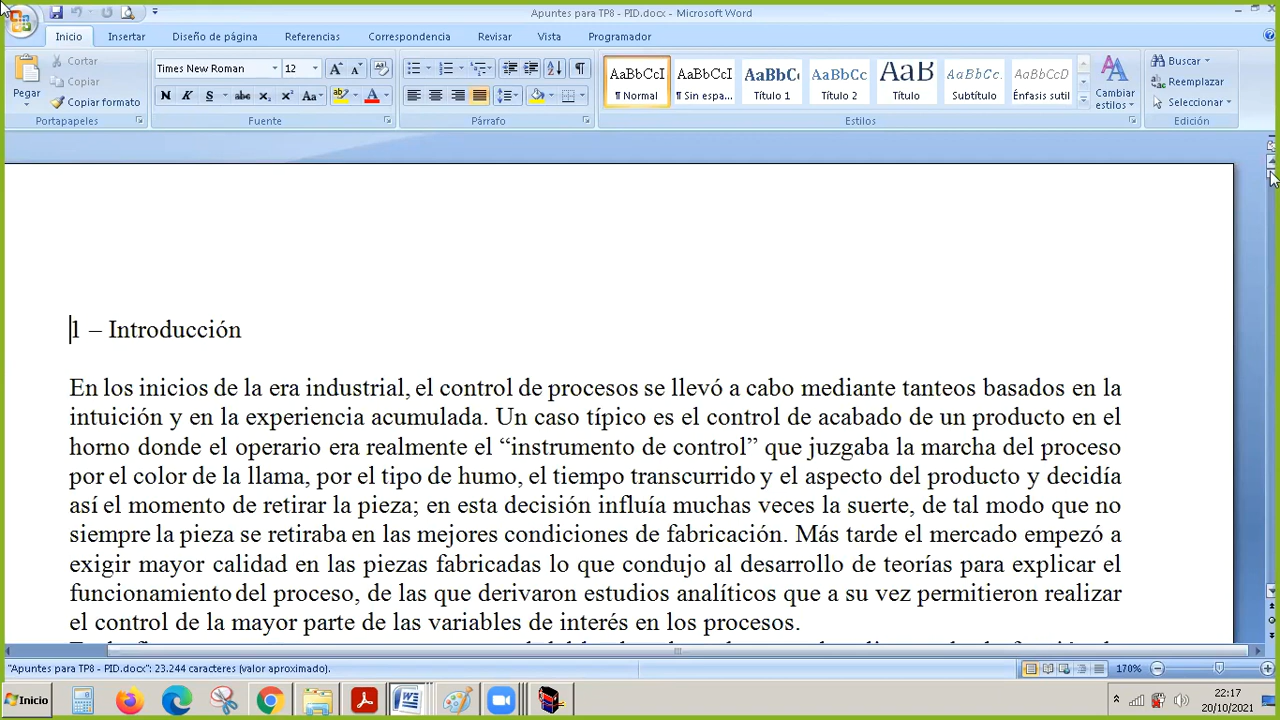 Apuntes para TP8 - PID.docx - Microsoft Word
Inicio Insertar Diseño de página Referencias Correspondencia Revisar Vista Programador
Cortar
Copiar
Copiar formato
Pegar
Portapapeles
Times New Roman 12
N K S abc x₂ x² Aa
Fuente
Párrafo
AaBbCcI AaBbCcI AaBbCc AaBbCc AaB AaBbCc. AaBbCcD
¶ Normal ¶ Sin espa... Título 1 Título 2 Título Subtítulo Énfasis sutil
Cambiar estilos
Estilos
Buscar
Reemplazar
Seleccionar
Edición
1 – Introducción
En los inicios de la era industrial, el control de procesos se llevó a cabo mediante tanteos basados en la
intuición y en la experiencia acumulada. Un caso típico es el control de acabado de un producto en el
horno donde el operario era realmente el “instrumento de control” que juzgaba la marcha del proceso
por el color de la llama, por el tipo de humo, el tiempo transcurrido y el aspecto del producto y decidía
así el momento de retirar la pieza; en esta decisión influía muchas veces la suerte, de tal modo que no
siempre la pieza se retiraba en las mejores condiciones de fabricación. Más tarde el mercado empezó a
exigir mayor calidad en las piezas fabricadas lo que condujo al desarrollo de teorías para explicar el
funcionamiento del proceso, de las que derivaron estudios analíticos que a su vez permitieron realizar
el control de la mayor parte de las variables de interés en los procesos.
"Apuntes para TP8 - PID.docx": 23.244 caracteres (valor aproximado).
170%
Inicio
22:17
20/10/2021